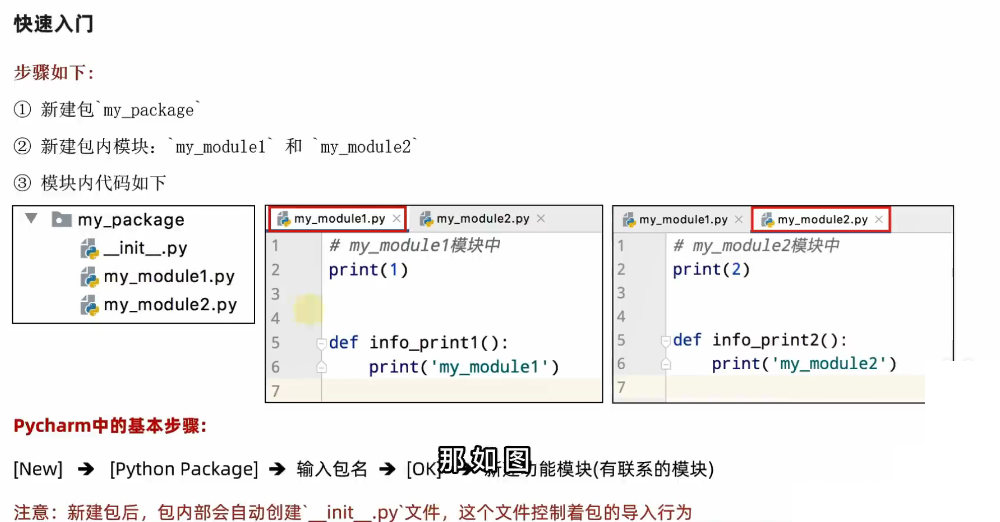 快速入门
步骤如下：
① 新建包`my_package`
② 新建包内模块：`my_module1` 和 `my_module2`
③ 模块内代码如下
my_package
__init__.py
my_module1.py
my_module2.py
my_module1.py × my_module2.py ×
1 # my_module1模块中
2 print(1)
3
4
5 def info_print1():
6 print('my_module1')
7
my_module1.py × my_module2.py ×
1 # my_module2模块中
2 print(2)
3
4
5 def info_print2():
6 print('my_module2')
7
Pycharm中的基本步骤：
[New] ➔ [Python Package] ➔ 输入包名 ➔ [OK] ➔ 新建功能模块(有联系的模块)
那如图
注意：新建包后，包内部会自动创建`__init__.py`文件，这个文件控制着包的导入行为